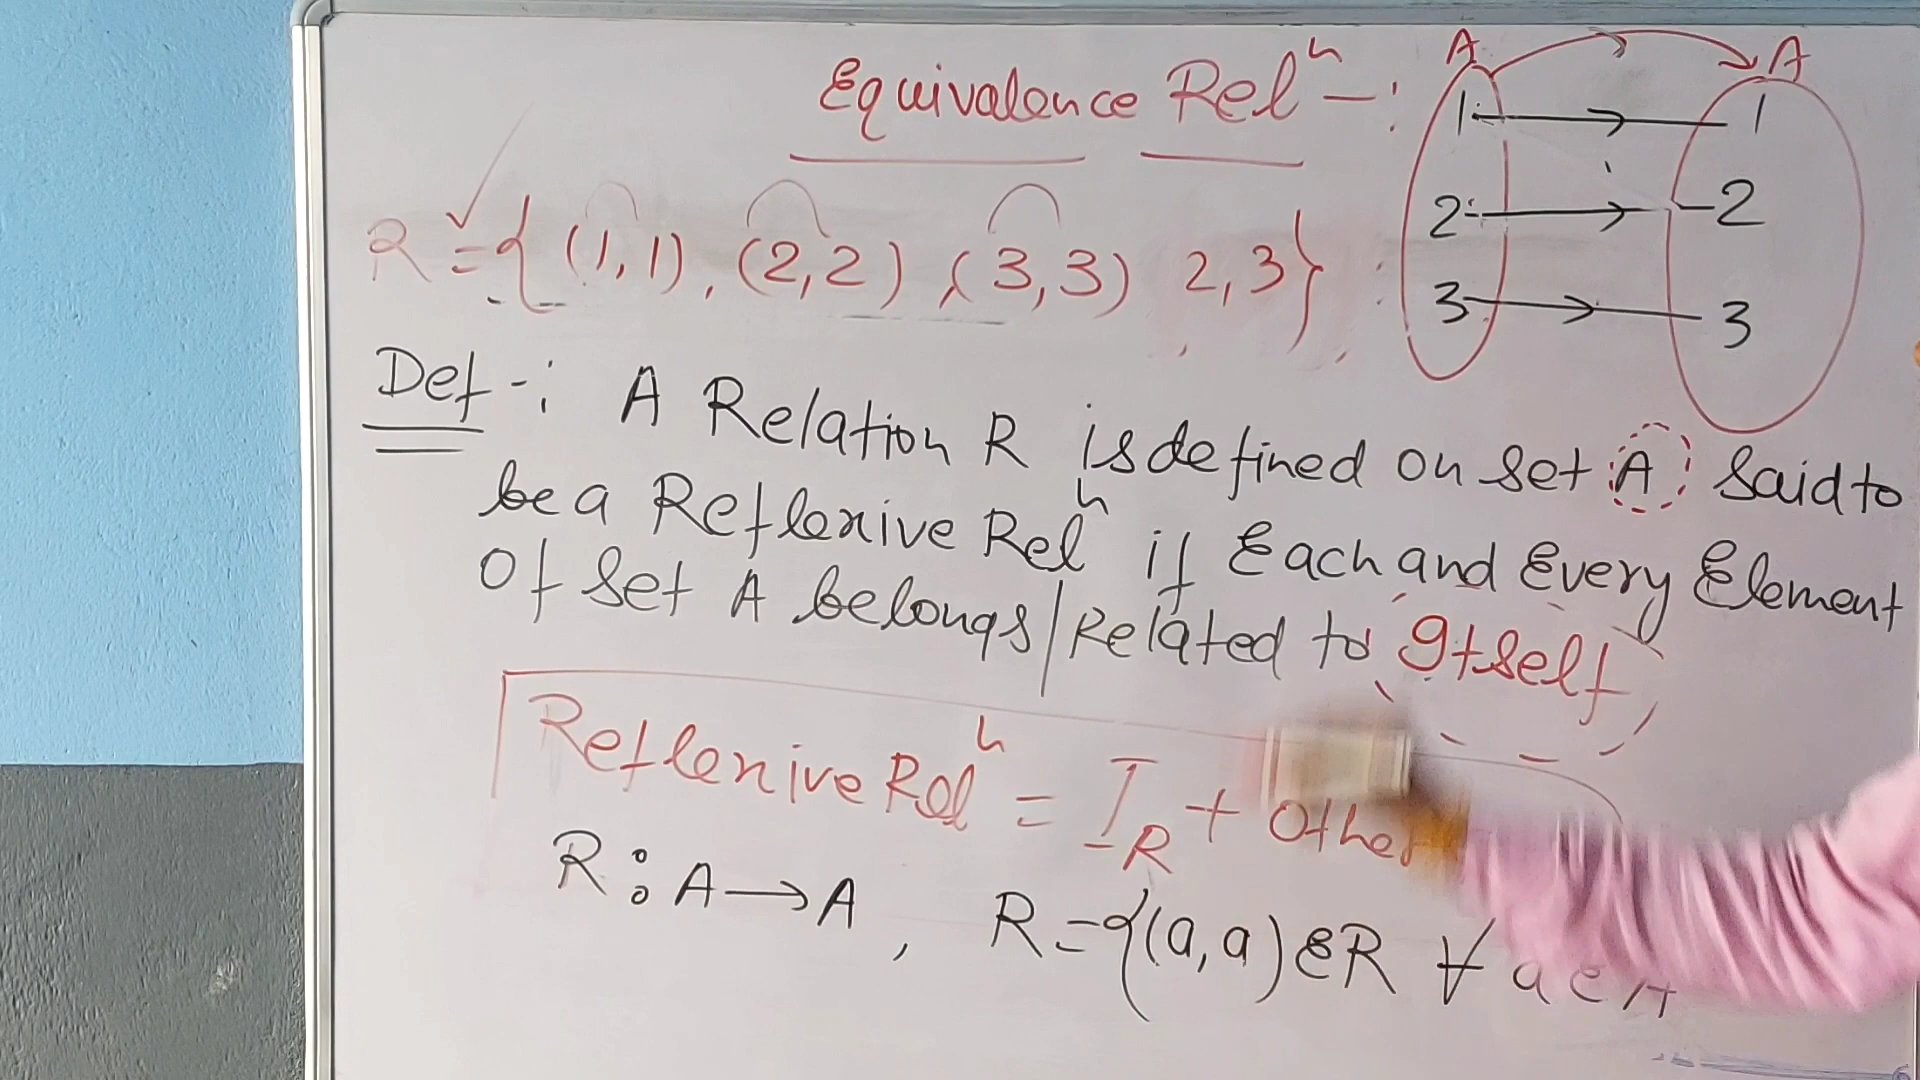 Equivalence Relⁿ -:
A A
1 1
2 2
3 3
R = { (1,1), (2,2), (3,3) 2,3}
Def -: A Relation R is defined on set A said to
be a Reflexive Relⁿ if Each and Every Element
Of Set A belongs/Related to Itself
Reflexive Relⁿ = I_R + Other
R : A → A , R = {(a,a) ∈ R ∀ a ∈ A